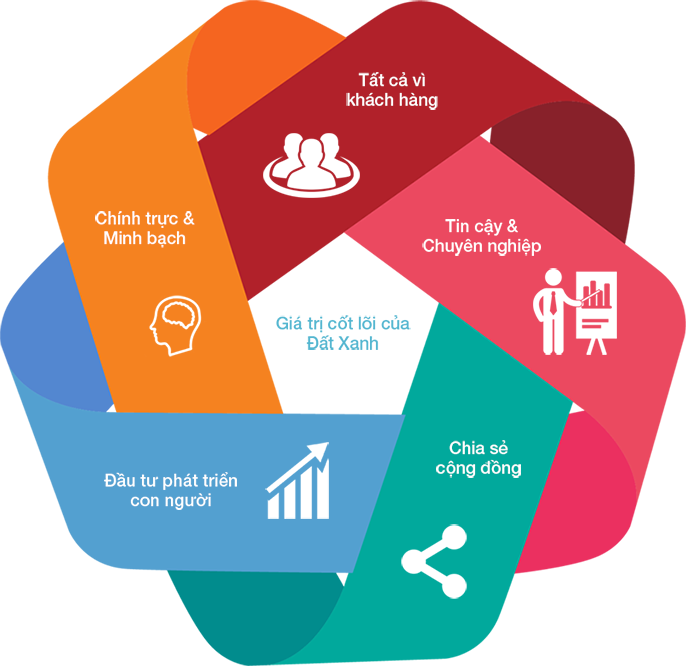 Tất cả vì
khách hàng
Chính trực &
Minh bạch
Tin cậy &
Chuyên nghiệp
Giá trị cốt lõi của
Đất Xanh
Chia sẻ
cộng đồng
Đầu tư phát triển
con người